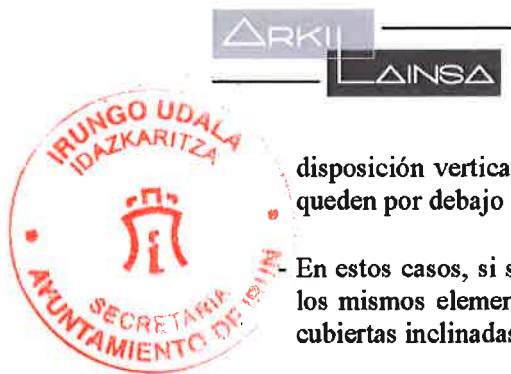 ARKIL
LAINSA
IRUNGO UDALA
IDAZKARITZA
SECRETARIA
AYUNTAMIENTO DE IRUN
disposición vertica
queden por debajo
- En estos casos, si s
los mismos elemen
cubiertas inclinadas